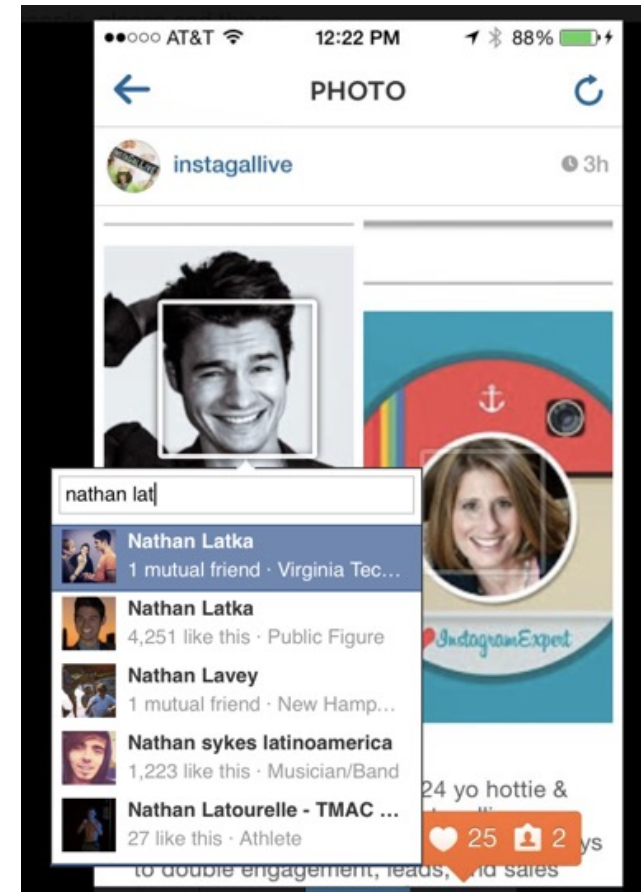 AT&T 12:22 PM 88%
PHOTO
instagallive 3h
nathan lat
Nathan Latka
1 mutual friend · Virginia Tec...
Nathan Latka
4,251 like this · Public Figure
Nathan Lavey
1 mutual friend · New Hamp...
Nathan sykes latinoamerica
1,223 like this · Musician/Band
Nathan Latourelle - TMAC ...
27 like this · Athlete
InstagramExpert
24 yo hottie &
25 2 ys
to double engagement, leads, and sales